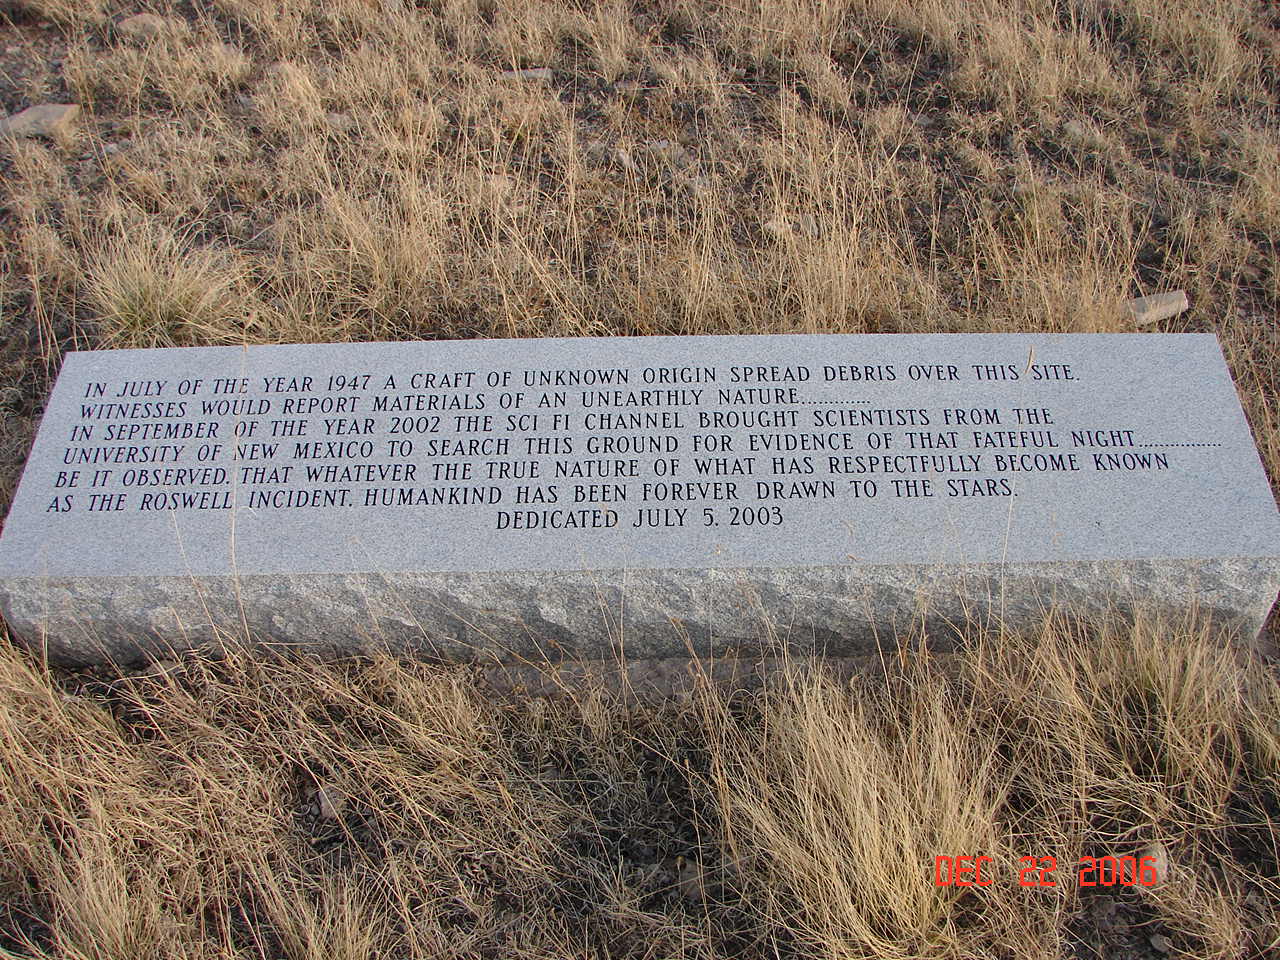 IN JULY OF THE YEAR 1947 A CRAFT OF UNKNOWN ORIGIN SPREAD DEBRIS OVER THIS SITE.
WITNESSES WOULD REPORT MATERIALS OF AN UNEARTHLY NATURE.............
IN SEPTEMBER OF THE YEAR 2002 THE SCI FI CHANNEL BROUGHT SCIENTISTS FROM THE
UNIVERSITY OF NEW MEXICO TO SEARCH THIS GROUND FOR EVIDENCE OF THAT FATEFUL NIGHT................
BE IT OBSERVED, THAT WHATEVER THE TRUE NATURE OF WHAT HAS RESPECTFULLY BECOME KNOWN
AS THE ROSWELL INCIDENT, HUMANKIND HAS BEEN FOREVER DRAWN TO THE STARS.
DEDICATED JULY 5, 2003
DEC 22 2006